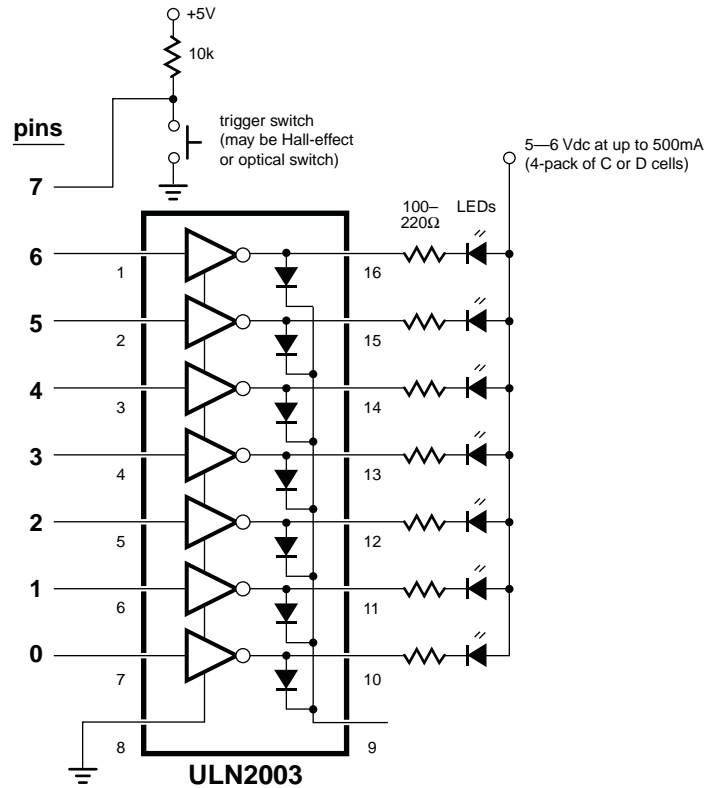 +5V
10k
pins
trigger switch
(may be Hall-effect
or optical switch)
5—6 Vdc at up to 500mA
(4-pack of C or D cells)
7
100–
220Ω
LEDs
6
1
16
5
2
15
4
3
14
3
4
13
2
5
12
1
6
11
0
7
10
8
9
ULN2003